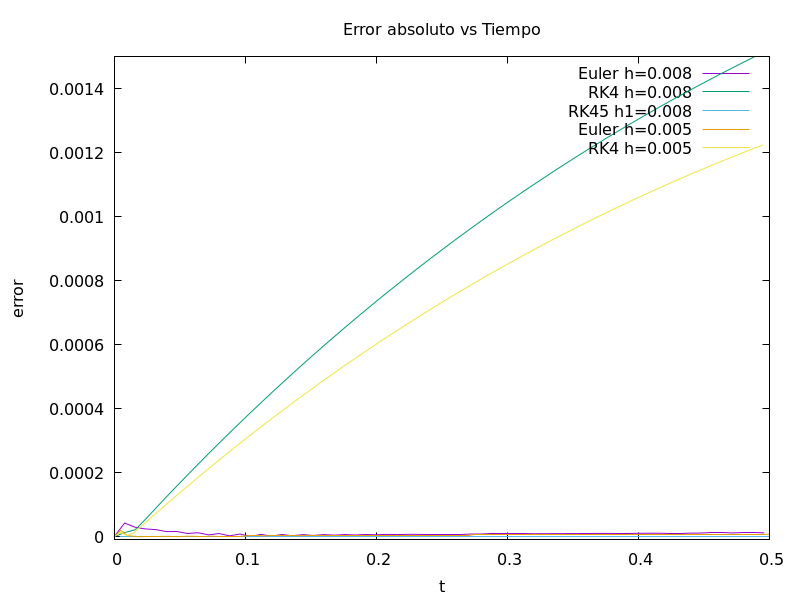 Error absoluto vs Tiempo
Euler h=0.008
RK4 h=0.008
RK45 h1=0.008
Euler h=0.005
RK4 h=0.005
0.0014
0.0012
0.001
0.0008
0.0006
0.0004
0.0002
0
error
0 0.1 0.2 0.3 0.4 0.5
t